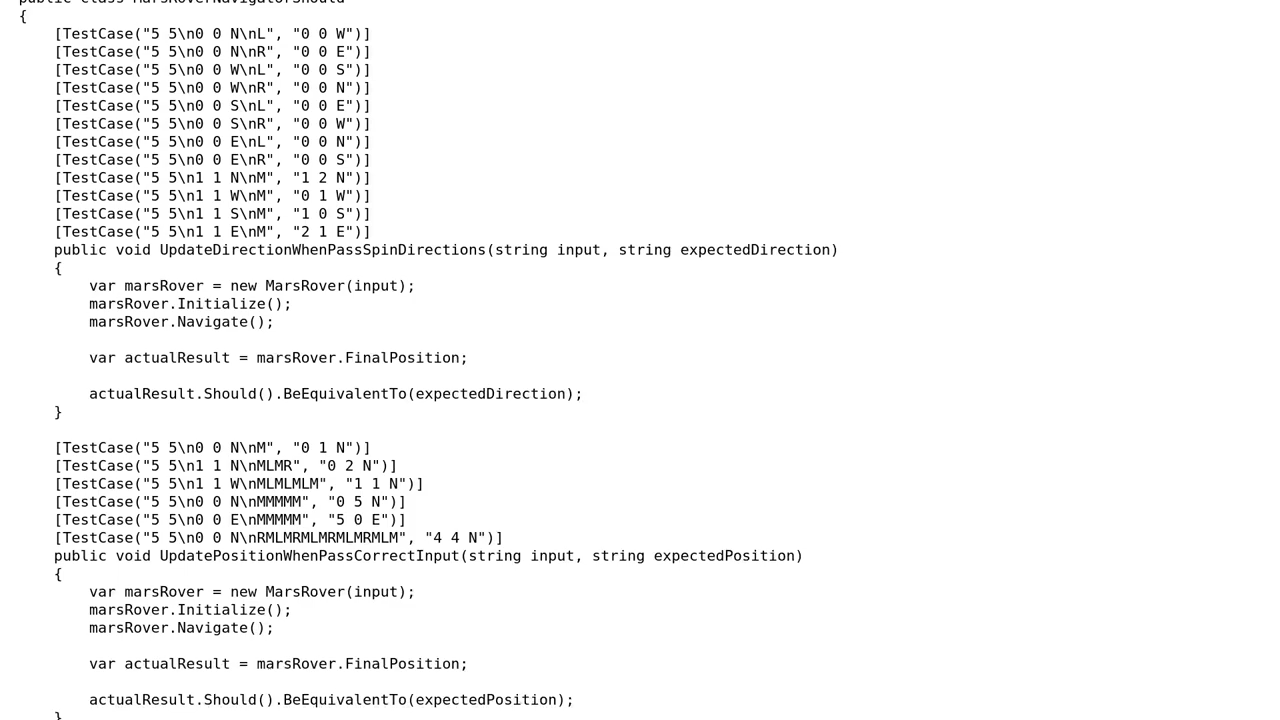 public class MarsRoverNavigatorShould
{
    [TestCase("5 5\n0 0 N\nL", "0 0 W")]
    [TestCase("5 5\n0 0 N\nR", "0 0 E")]
    [TestCase("5 5\n0 0 W\nL", "0 0 S")]
    [TestCase("5 5\n0 0 W\nR", "0 0 N")]
    [TestCase("5 5\n0 0 S\nL", "0 0 E")]
    [TestCase("5 5\n0 0 S\nR", "0 0 W")]
    [TestCase("5 5\n0 0 E\nL", "0 0 N")]
    [TestCase("5 5\n0 0 E\nR", "0 0 S")]
    [TestCase("5 5\n1 1 N\nM", "1 2 N")]
    [TestCase("5 5\n1 1 W\nM", "0 1 W")]
    [TestCase("5 5\n1 1 S\nM", "1 0 S")]
    [TestCase("5 5\n1 1 E\nM", "2 1 E")]
    public void UpdateDirectionWhenPassSpinDirections(string input, string expectedDirection)
    {
        var marsRover = new MarsRover(input);
        marsRover.Initialize();
        marsRover.Navigate();

        var actualResult = marsRover.FinalPosition;

        actualResult.Should().BeEquivalentTo(expectedDirection);
    }

    [TestCase("5 5\n0 0 N\nM", "0 1 N")]
    [TestCase("5 5\n1 1 N\nMLMR", "0 2 N")]
    [TestCase("5 5\n1 1 W\nMLMLMLM", "1 1 N")]
    [TestCase("5 5\n0 0 N\nMMMMM", "0 5 N")]
    [TestCase("5 5\n0 0 E\nMMMMM", "5 0 E")]
    [TestCase("5 5\n0 0 N\nRMLMRMLMRMLMRMLM", "4 4 N")]
    public void UpdatePositionWhenPassCorrectInput(string input, string expectedPosition)
    {
        var marsRover = new MarsRover(input);
        marsRover.Initialize();
        marsRover.Navigate();

        var actualResult = marsRover.FinalPosition;

        actualResult.Should().BeEquivalentTo(expectedPosition);
    }